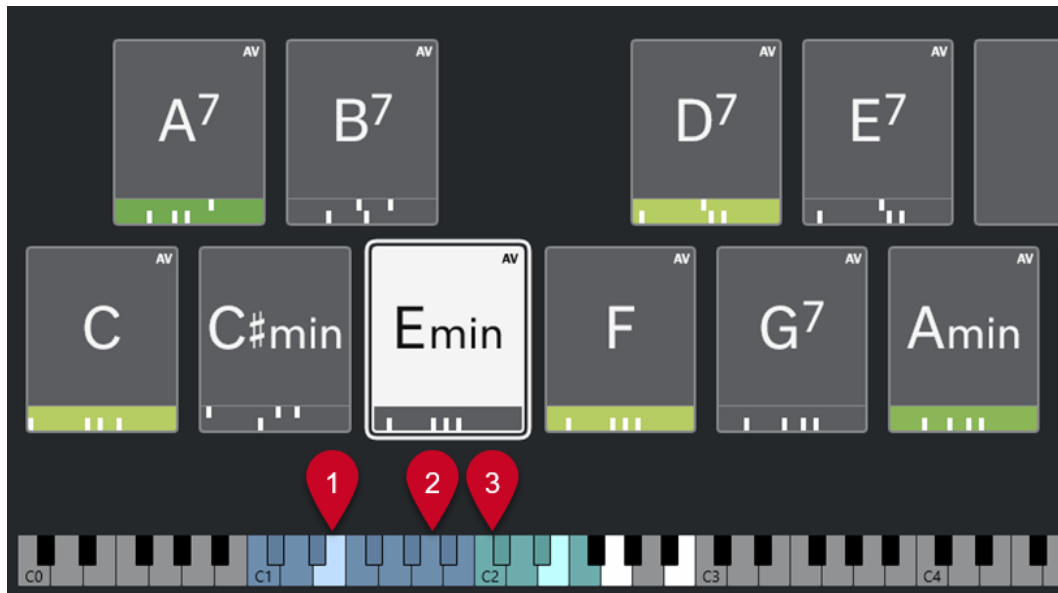 AV AV AV AV
A7 B7 D7 E7
AV AV AV AV AV AV
C C♯min Emin F G7 Amin
1 2 3
C0 C1 C2 C3 C4